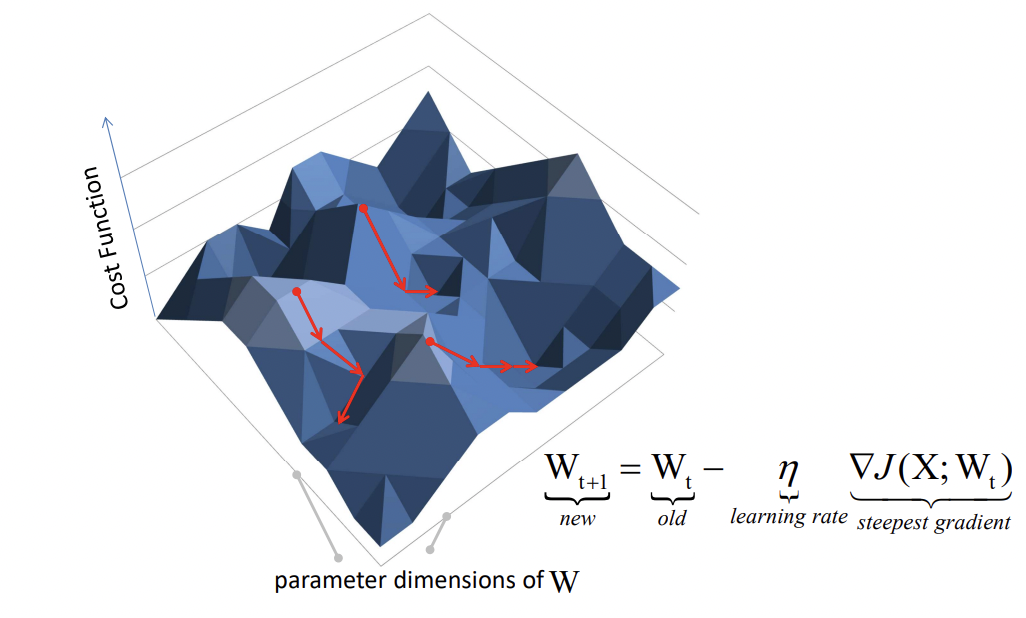 Cost Function
W_{t+1} = W_t − η ∇J(X; W_t)
new old learning rate steepest gradient
parameter dimensions of W